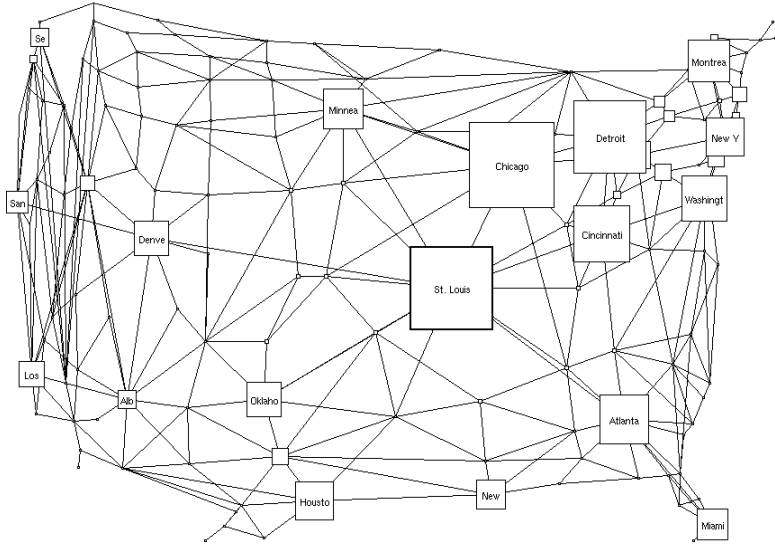 Se
Montrea
Minnea
Detroit
New Y
Chicago
San
Washingt
Denve
Cincinnati
St. Louis
Los
Alb
Oklaho
Atlanta
New
Housto
Miami